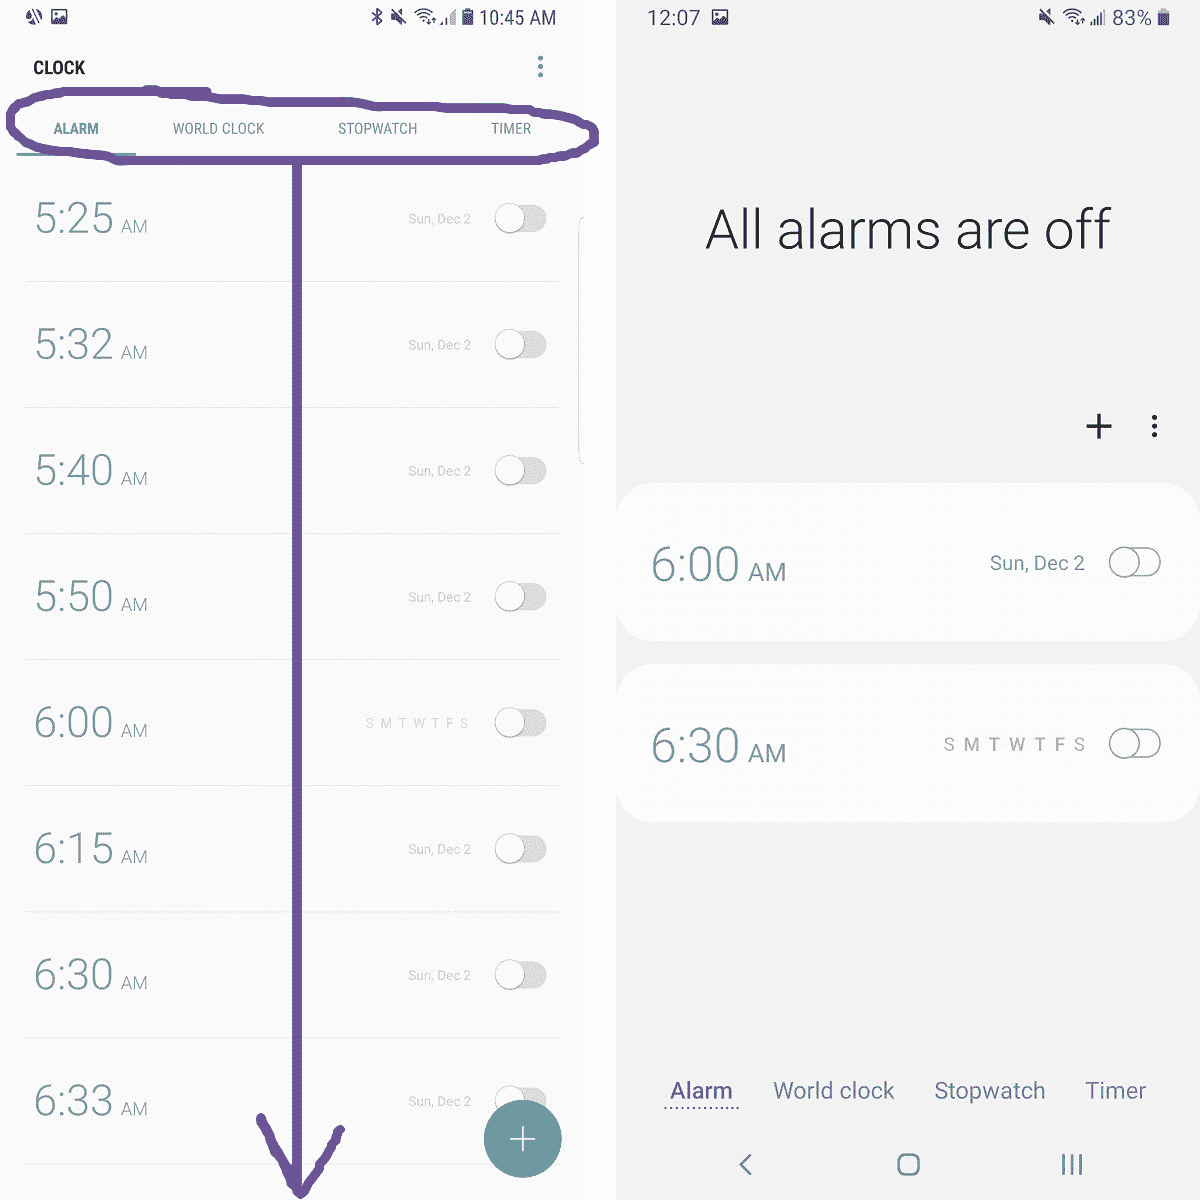 10:45 AM
CLOCK
ALARM WORLD CLOCK STOPWATCH TIMER
5:25 AM Sun, Dec 2
5:32 AM Sun, Dec 2
5:40 AM Sun, Dec 2
5:50 AM Sun, Dec 2
6:00 AM S M T W T F S
6:15 AM Sun, Dec 2
6:30 AM Sun, Dec 2
6:33 AM Sun, Dec 2
12:07 83%
All alarms are off
6:00 AM Sun, Dec 2
6:30 AM S M T W T F S
Alarm World clock Stopwatch Timer